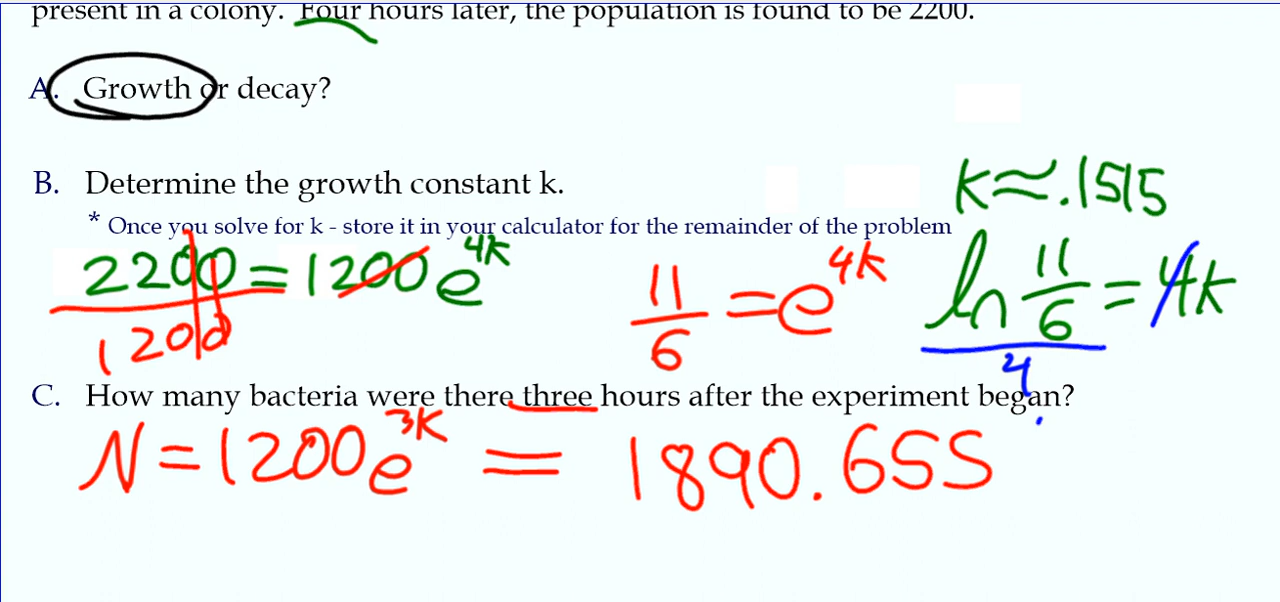 present in a colony. Four hours later, the population is found to be 2200.
A. Growth or decay?
B. Determine the growth constant k.
k≈.1515
* Once you solve for k - store it in your calculator for the remainder of the problem
2200/1200 = 1200e^4k
11/6 = e^4k
ln 11/6 = 4k
4
C. How many bacteria were there three hours after the experiment began?
N=1200e^3k = 1890.655